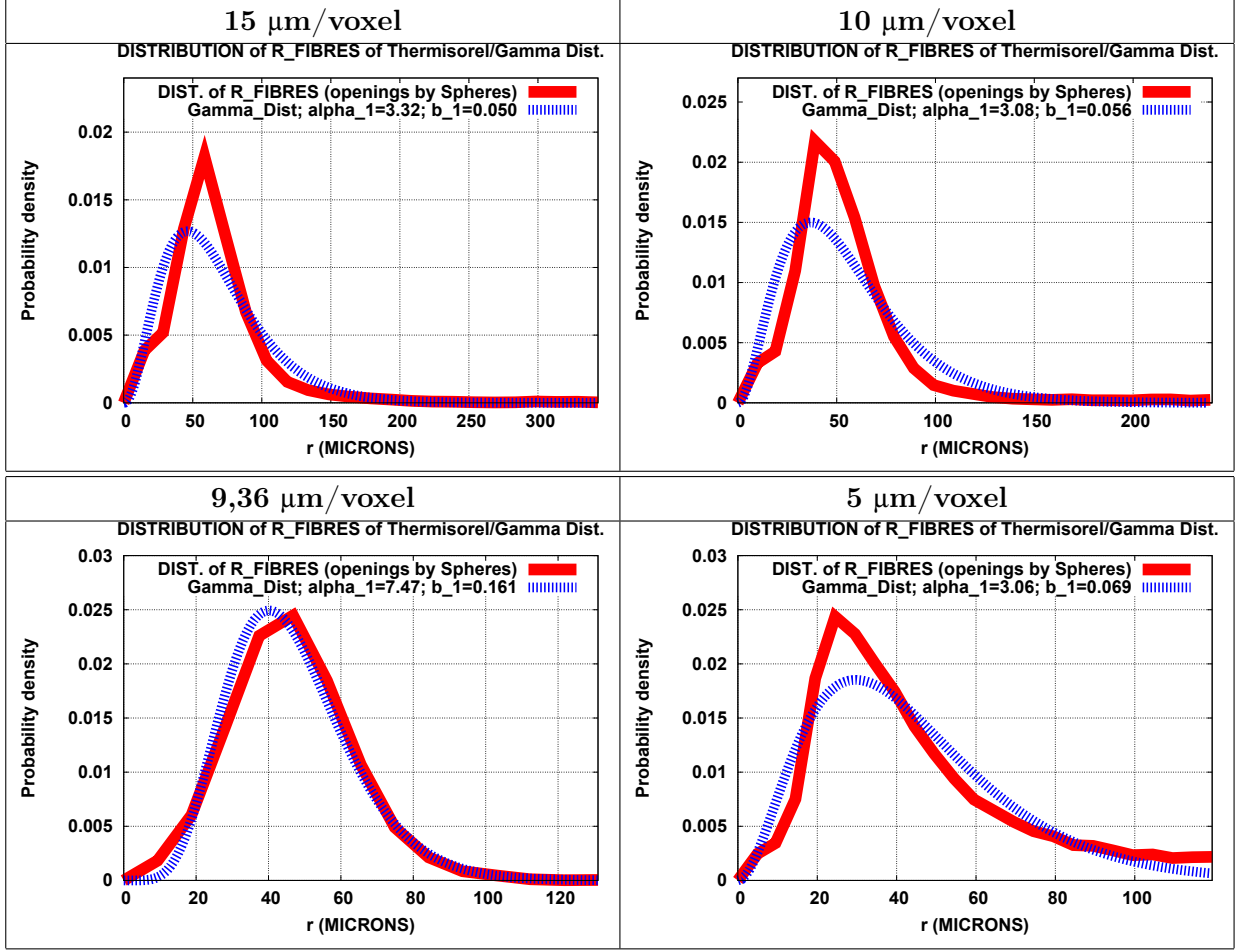 15 µm/voxel
DISTRIBUTION of R_FIBRES of Thermisorel/Gamma Dist.
DIST. of R_FIBRES (openings by Spheres)
Gamma_Dist; alpha_1=3.32; b_1=0.050
Probability density
0.02
0.015
0.01
0.005
0
0 50 100 150 200 250 300
r (MICRONS)
10 µm/voxel
DISTRIBUTION of R_FIBRES of Thermisorel/Gamma Dist.
DIST. of R_FIBRES (openings by Spheres)
Gamma_Dist; alpha_1=3.08; b_1=0.056
Probability density
0.025
0.02
0.015
0.01
0.005
0
0 50 100 150 200
r (MICRONS)
9,36 µm/voxel
DISTRIBUTION of R_FIBRES of Thermisorel/Gamma Dist.
DIST. of R_FIBRES (openings by Spheres)
Gamma_Dist; alpha_1=7.47; b_1=0.161
Probability density
0.03
0.025
0.02
0.015
0.01
0.005
0
0 20 40 60 80 100 120
r (MICRONS)
5 µm/voxel
DISTRIBUTION of R_FIBRES of Thermisorel/Gamma Dist.
DIST. of R_FIBRES (openings by Spheres)
Gamma_Dist; alpha_1=3.06; b_1=0.069
Probability density
0.03
0.025
0.02
0.015
0.01
0.005
0
0 20 40 60 80 100
r (MICRONS)